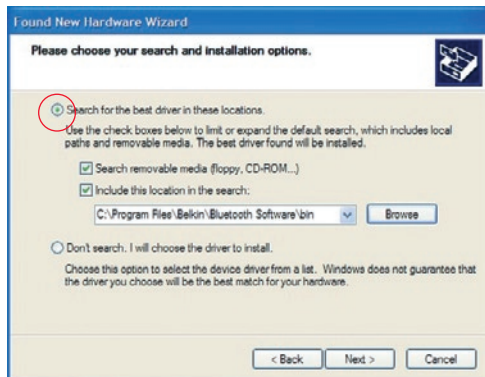 Found New Hardware Wizard
Please choose your search and installation options.
Search for the best driver in these locations.
Use the check boxes below to limit or expand the default search, which includes local
paths and removable media. The best driver found will be installed.
Search removable media (floppy, CD-ROM...)
Include this location in the search:
C:\Program Files\Belkin\Bluetooth Software\bin
Browse
Don't search. I will choose the driver to install.
Choose this option to select the device driver from a list. Windows does not guarantee that
the driver you choose will be the best match for your hardware.
< Back Next > Cancel